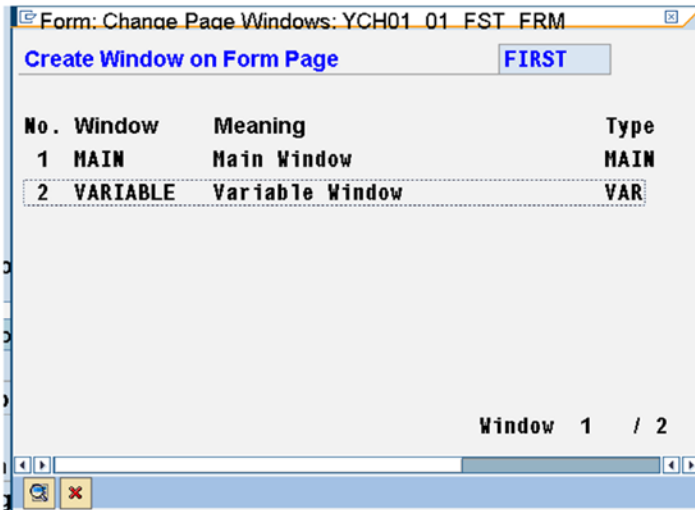 Form: Change Page Windows: YCH01_01_FST_FRM
Create Window on Form Page FIRST
No. Window Meaning Type
1 MAIN Main Window MAIN
2 VARIABLE Variable Window VAR
Window 1 / 2